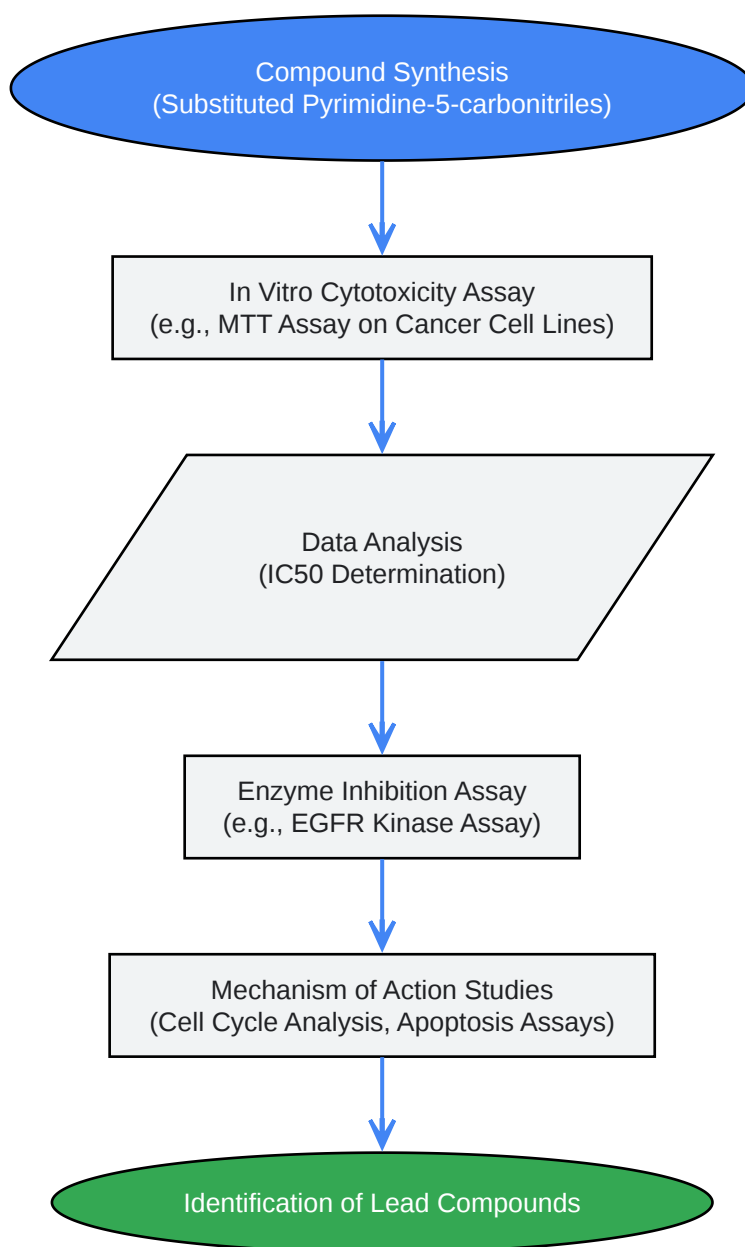 Compound Synthesis
(Substituted Pyrimidine-5-carbonitriles)
In Vitro Cytotoxicity Assay
(e.g., MTT Assay on Cancer Cell Lines)
Data Analysis
(IC50 Determination)
Enzyme Inhibition Assay
(e.g., EGFR Kinase Assay)
Mechanism of Action Studies
(Cell Cycle Analysis, Apoptosis Assays)
Identification of Lead Compounds